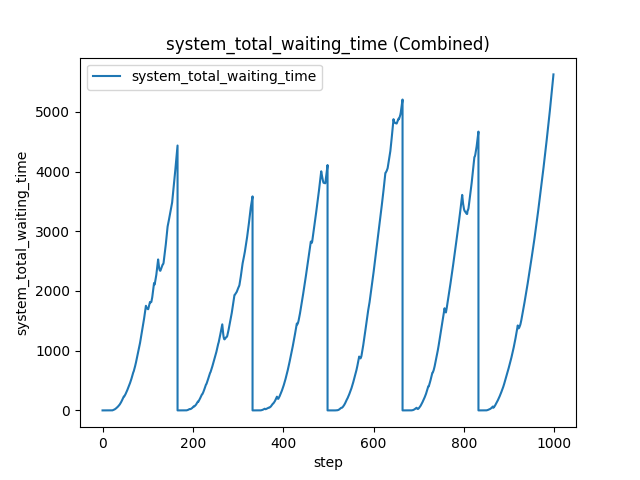 system_total_waiting_time (Combined)
system_total_waiting_time
system_total_waiting_time
5000
4000
3000
2000
1000
0
0 200 400 600 800 1000
step